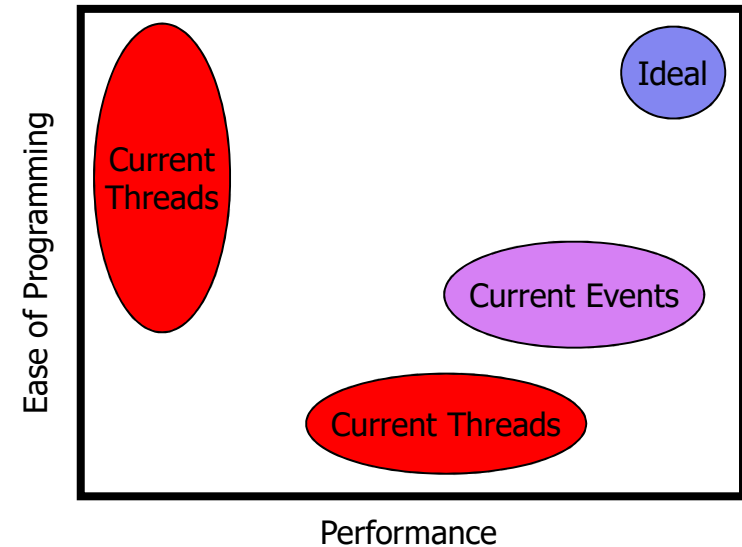 Ideal
Current
Threads
Current Events
Current Threads
Ease of Programming
Performance